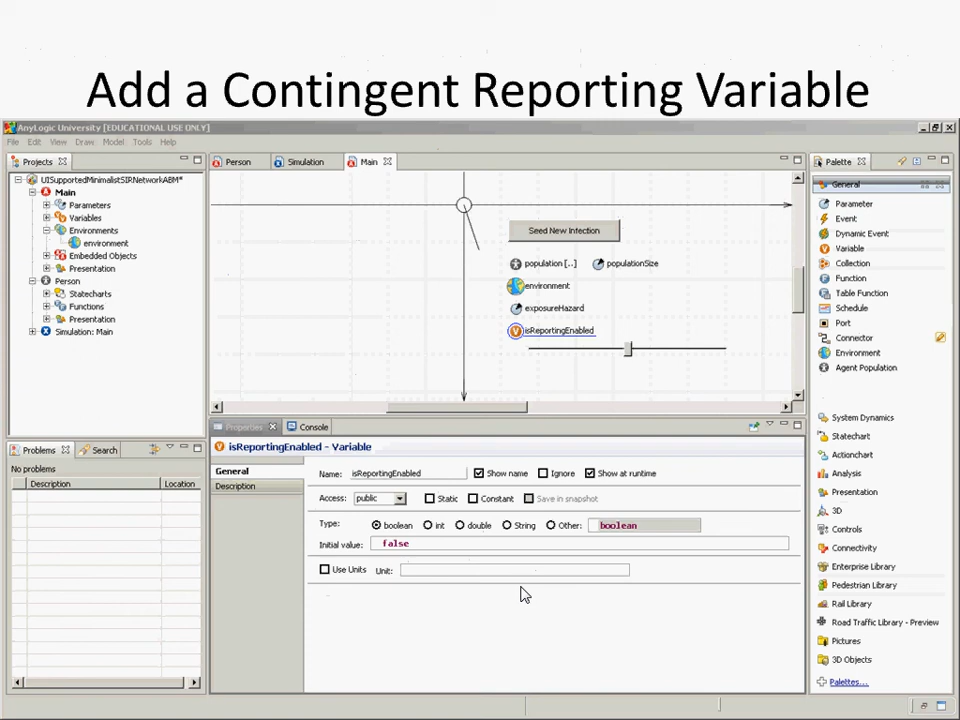 Add a Contingent Reporting Variable
AnyLogic University [EDUCATIONAL USE ONLY]
File Edit View Draw Model Tools Help
Projects
UISupportedMinimalistSIRNetworkABM*
Main
Parameters
Variables
Environments
environment
Embedded Objects
Presentation
Person
Statecharts
Functions
Presentation
Simulation: Main
Problems Search
No problems
Description Location
Person Simulation Main
Seed New Infection
population [..] populationSize
environment
exposureHazard
isReportingEnabled
Properties Console
isReportingEnabled - Variable
General
Description
Name: isReportingEnabled Show name Ignore Show at runtime
Access: public Static Constant Save in snapshot
Type: boolean int double String Other: boolean
Initial value: false
Use Units Unit:
Palette
General
Parameter
Event
Dynamic Event
Variable
Collection
Function
Table Function
Schedule
Port
Connector
Environment
Agent Population
System Dynamics
Statechart
Actionchart
Analysis
Presentation
3D
Controls
Connectivity
Enterprise Library
Pedestrian Library
Rail Library
Road Traffic Library - Preview
Pictures
3D Objects
Palettes...